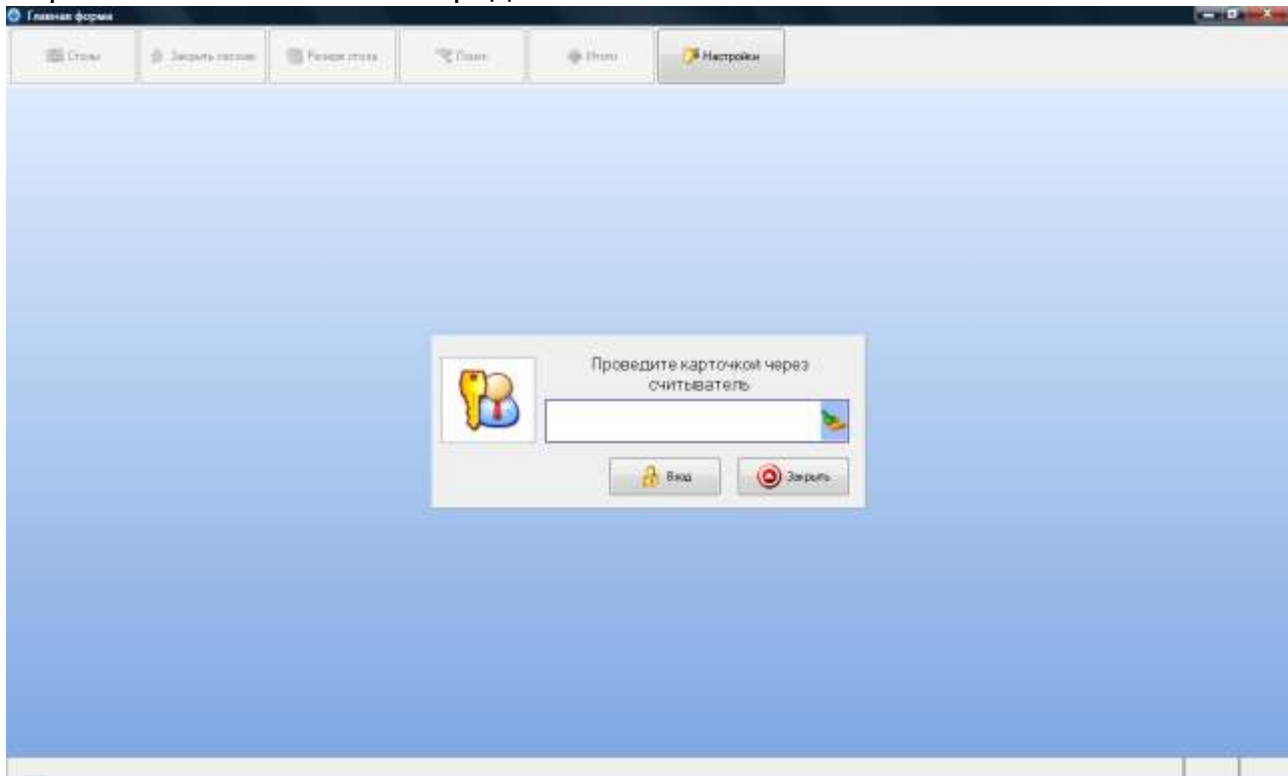 Главная форма
Столы
Закрыть сессию
Резерв стола
Поиск
Итого
Настройки
Проведите карточкой через
считыватель
Вход
Закрыть